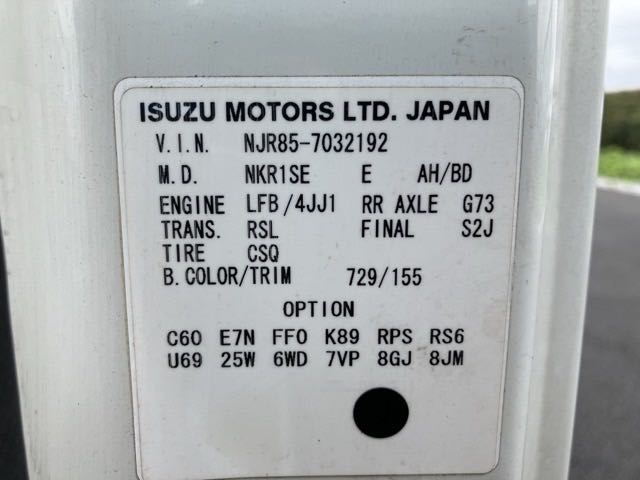 ISUZU MOTORS LTD. JAPAN
V.I.N. NJR85-7032192
M.D. NKR1SE E AH/BD
ENGINE LFB/4JJ1 RR AXLE G73
TRANS. RSL FINAL S2J
TIRE CSQ
B.COLOR/TRIM 729/155
OPTION
C60 E7N FF0 K89 RPS RS6
U69 25W 6WD 7VP 8GJ 8JM